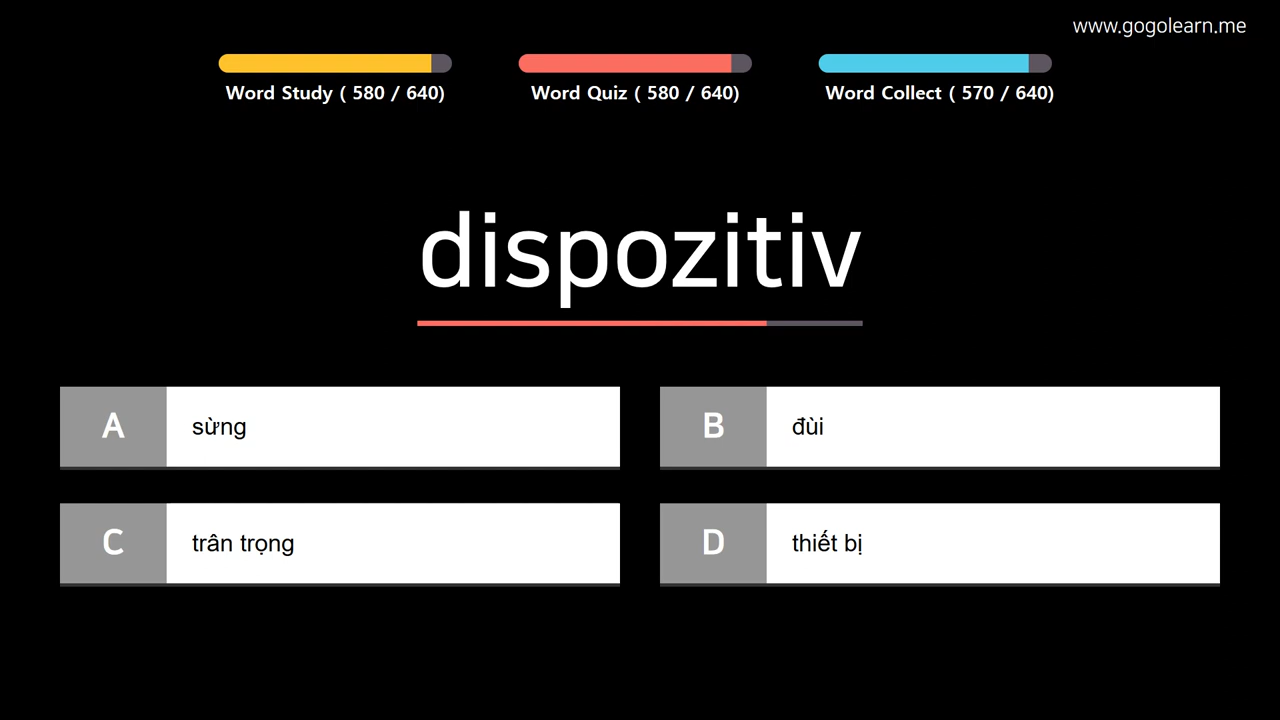 www.gogolearn.me
Word Study ( 580 / 640)
Word Quiz ( 580 / 640)
Word Collect ( 570 / 640)
dispozitiv
A
sừng
B
đùi
C
trân trọng
D
thiết bị